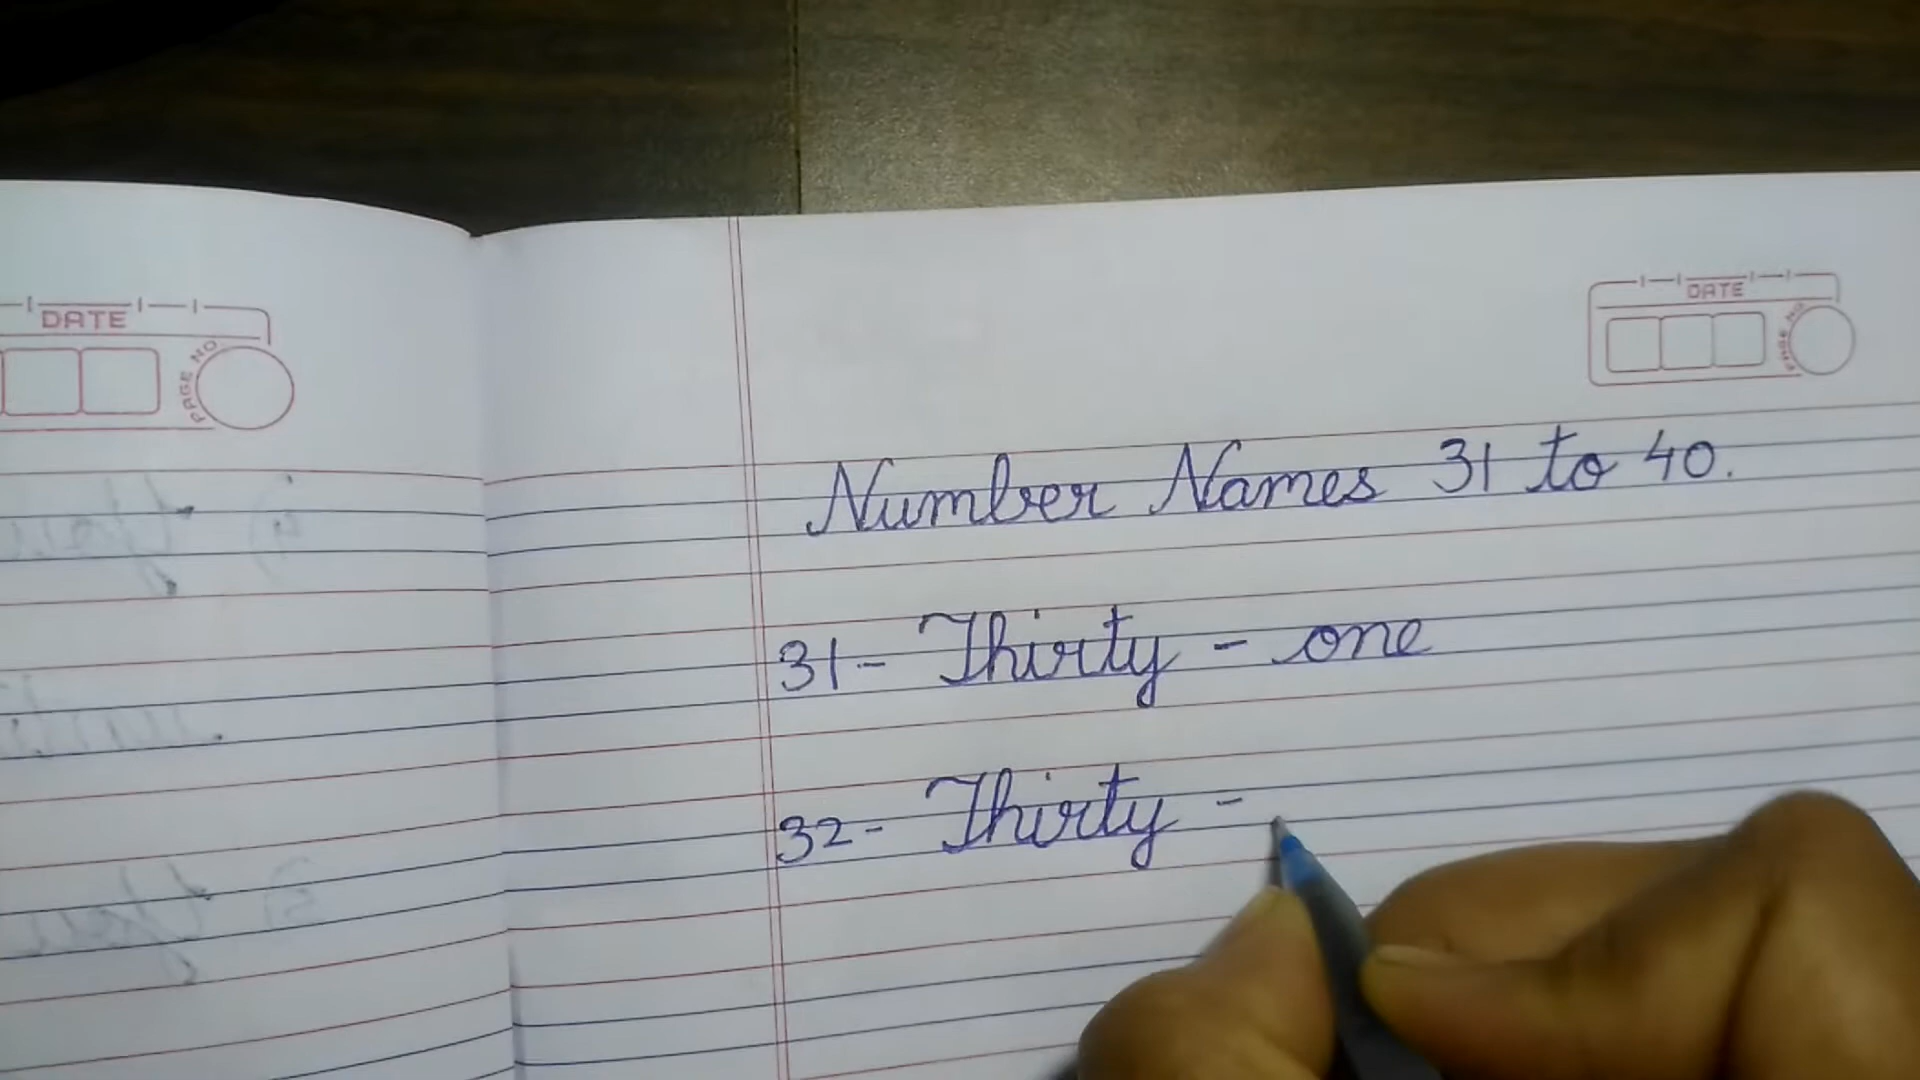 DATE
PAGE NO
DATE
PAGE NO
Number Names 31 to 40.
31- Thirty - one
32- Thirty -